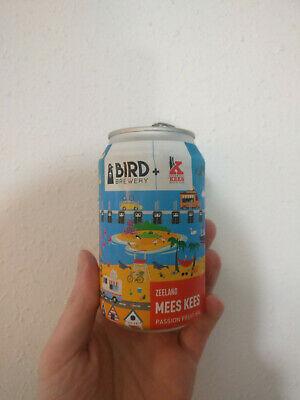 BIRD + K
BREWERY KEES
ZEELAND
MEES KEES
PASSION FRUIT